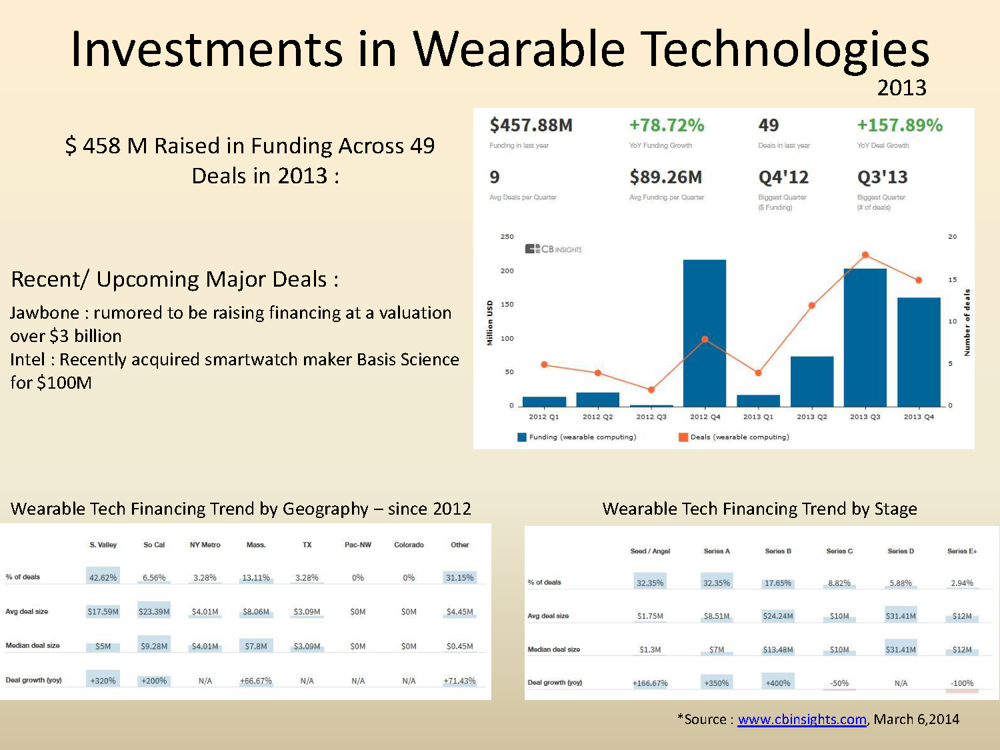 Investments in Wearable Technologies
2013
$ 458 M Raised in Funding Across 49
Deals in 2013 :
Recent/ Upcoming Major Deals :
Jawbone : rumored to be raising financing at a valuation
over $3 billion
Intel : Recently acquired smartwatch maker Basis Science
for $100M
$457.88M +78.72% 49 +157.89%
Funding in last year YoY Funding Growth Deals in last year YoY Deal Growth
9 $89.26M Q4'12 Q3'13
Avg Deals per Quarter Avg Funding per Quarter Biggest Quarter Biggest Quarter
($ Funding) (# of deals)
250 20
CB INSIGHTS
200
15
150
Million USD
Number of deals
10
100
50
5
0 0
2012 Q1 2012 Q2 2012 Q3 2012 Q4 2013 Q1 2013 Q2 2013 Q3 2013 Q4
Funding (wearable computing) Deals (wearable computing)
Wearable Tech Financing Trend by Geography – since 2012
S. Valley So Cal NY Metro Mass. TX Pac-NW Colorado Other
% of deals 42.62% 6.56% 3.28% 13.11% 3.28% 0% 0% 31.15%
Avg deal size $17.59M $23.39M $4.01M $8.06M $3.09M $0M $0M $4.45M
Median deal size $5M $9.28M $4.01M $7.8M $3.09M $0M $0M $0.45M
Deal growth (yoy) +320% +200% N/A +66.67% N/A N/A N/A +71.43%
Wearable Tech Financing Trend by Stage
Seed / Angel Series A Series B Series C Series D Series E+
% of deals 32.35% 32.35% 17.65% 8.82% 5.88% 2.94%
Avg deal size $1.75M $8.51M $24.24M $10M $31.41M $12M
Median deal size $1.3M $7M $13.48M $10M $31.41M $12M
Deal growth (yoy) +166.67% +350% +400% -50% N/A -100%
*Source : www.cbinsights.com, March 6,2014